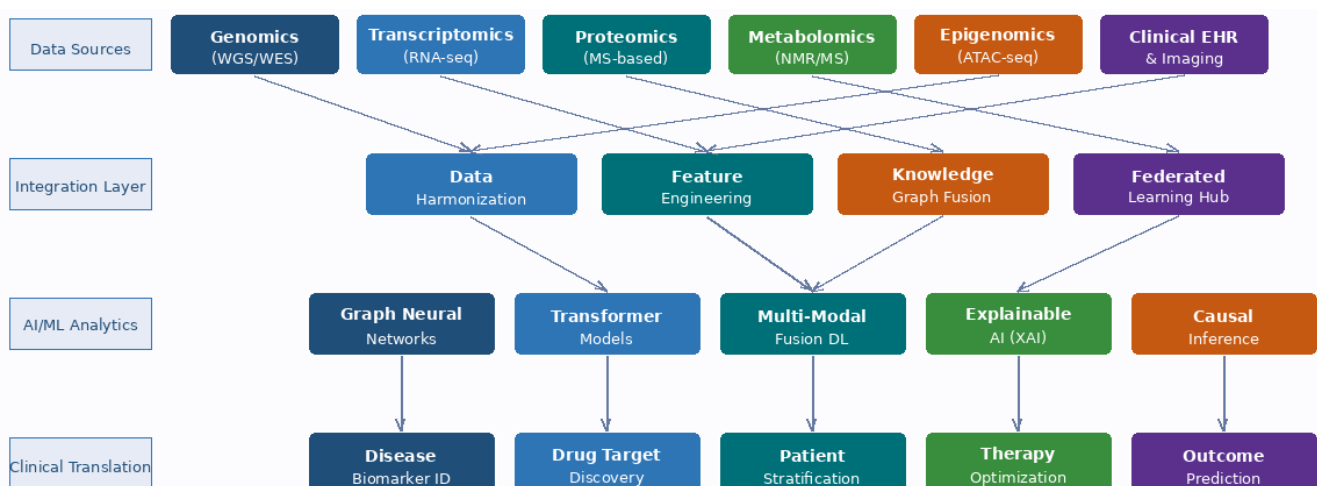 Data Sources
Genomics
(WGS/WES)
Transcriptomics
(RNA-seq)
Proteomics
(MS-based)
Metabolomics
(NMR/MS)
Epigenomics
(ATAC-seq)
Clinical EHR
& Imaging
Integration Layer
Data
Harmonization
Feature
Engineering
Knowledge
Graph Fusion
Federated
Learning Hub
AI/ML Analytics
Graph Neural
Networks
Transformer
Models
Multi-Modal
Fusion DL
Explainable
AI (XAI)
Causal
Inference
Clinical Translation
Disease
Biomarker ID
Drug Target
Discovery
Patient
Stratification
Therapy
Optimization
Outcome
Prediction